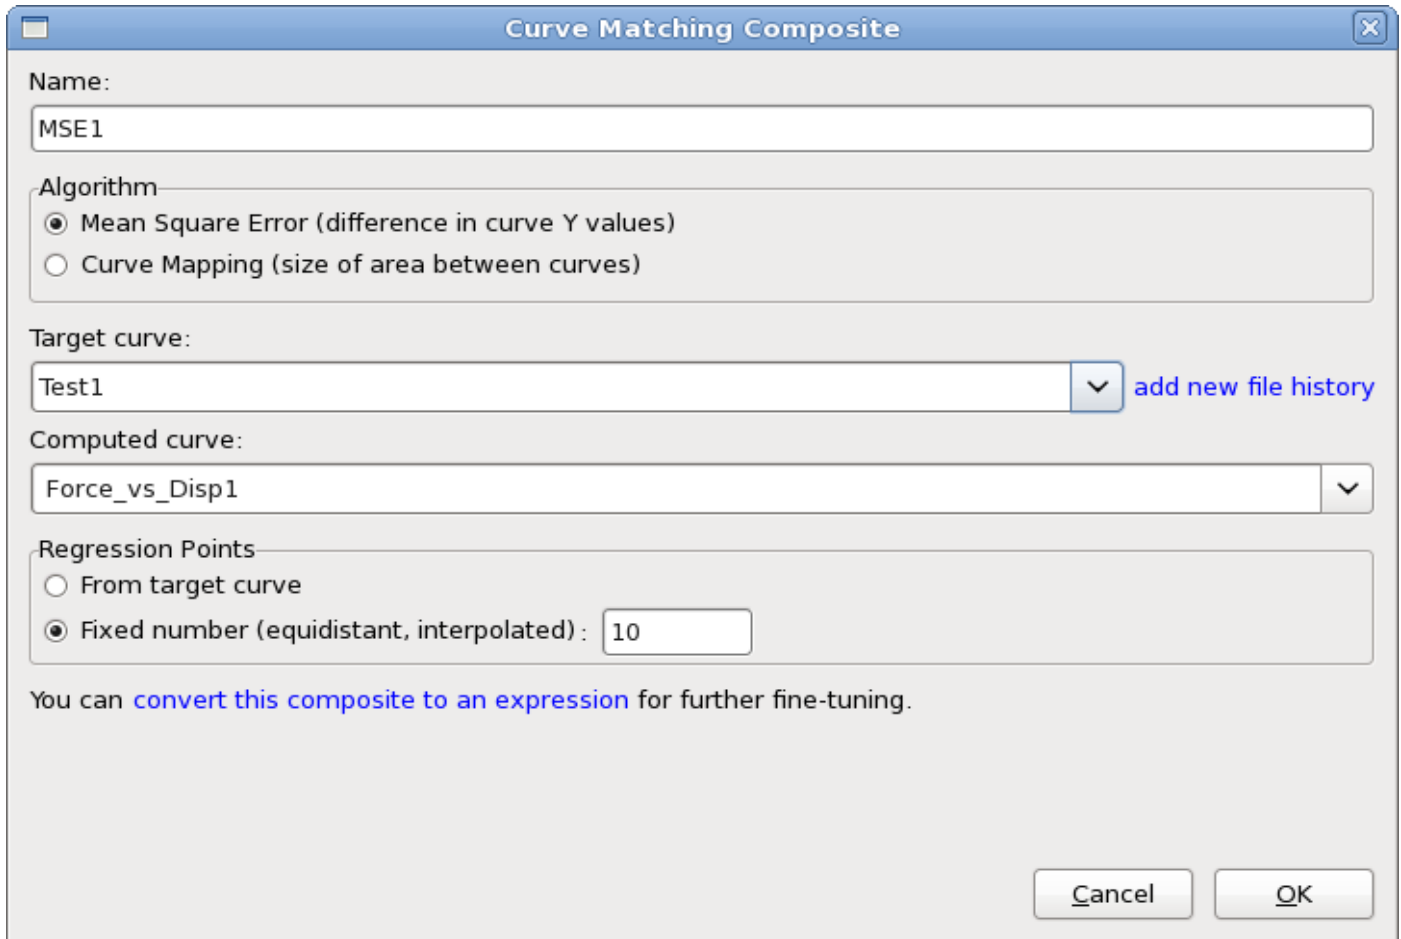 Curve Matching Composite
Name:
MSE1
Algorithm
Mean Square Error (difference in curve Y values)
Curve Mapping (size of area between curves)
Target curve:
Test1
add new file history
Computed curve:
Force_vs_Disp1
Regression Points
From target curve
Fixed number (equidistant, interpolated) : 10
You can convert this composite to an expression for further fine-tuning.
Cancel OK